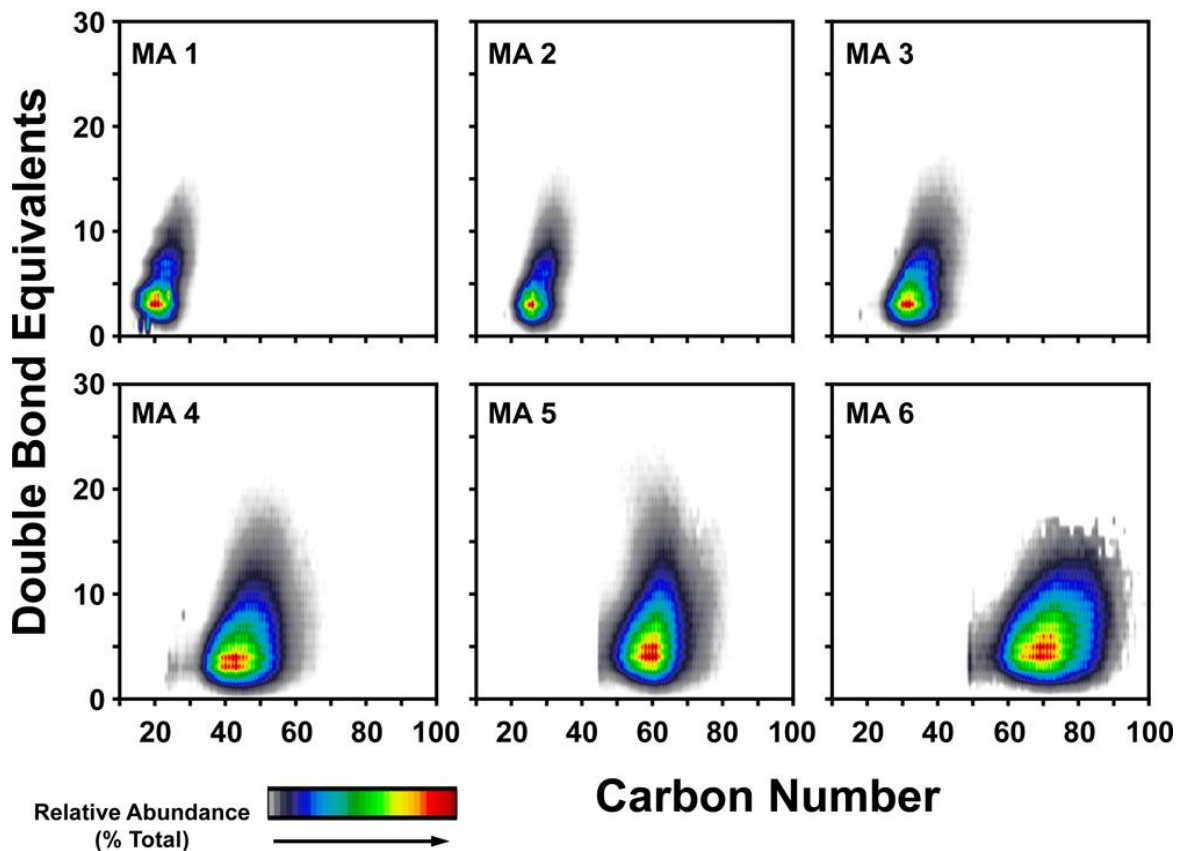 Double Bond Equivalents
30
20
10
0
MA 1
MA 2
MA 3
30
20
10
0
MA 4
MA 5
MA 6
20 40 60 80 100
20 40 60 80 100
20 40 60 80 100
Carbon Number
Relative Abundance
(% Total)